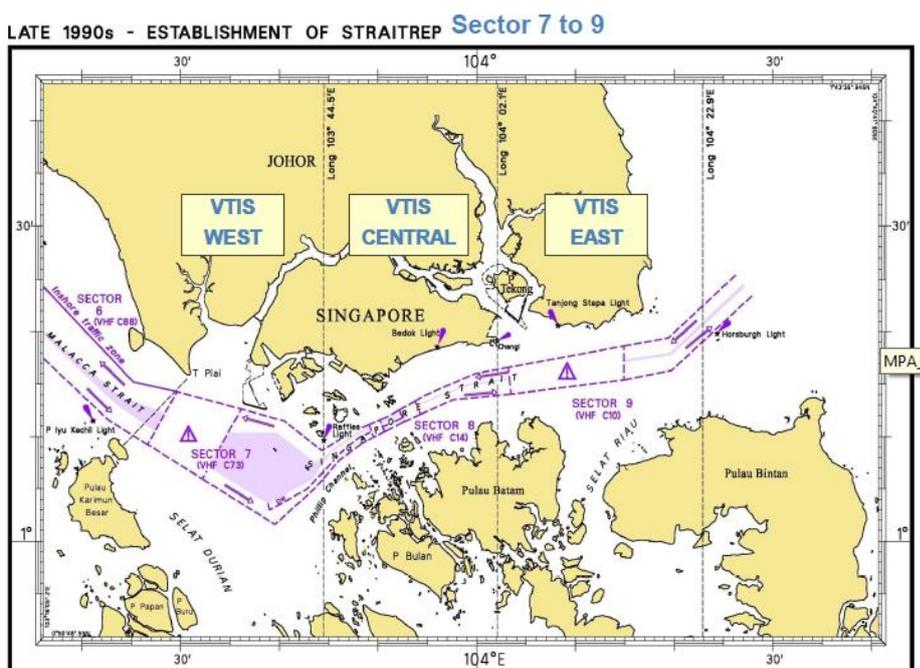 LATE 1990s - ESTABLISHMENT OF STRAITREP Sector 7 to 9
30'
104°
30'
Long 103° 44.5'E
Long 104° 02.1'E
Long 104° 22.9'E
JOHOR
VTIS
WEST
VTIS
CENTRAL
VTIS
EAST
30'
30'
SECTOR
6
(VHF C88)
Inshore traffic zone
MALACCA STRAIT
SINGAPORE
Tekong
Tanjong Stapa Light
Bedok Light
Changi
Horsburgh Light
MPA_
T Piai
P Iyu Kechil Light
Raffles
Light
SINGAPORE STRAIT
SECTOR 9
(VHF C10)
SECTOR 8
(VHF C14)
SECTOR 7
(VHF C73)
Phillip Channel
SELAT RIAU
Pulau Bintan
Pulau Batam
Pulau
Karimun
Besar
SELAT DURIAN
1°
1°
P Bulan
P Papan
P
Buru
30'
104°E
30'